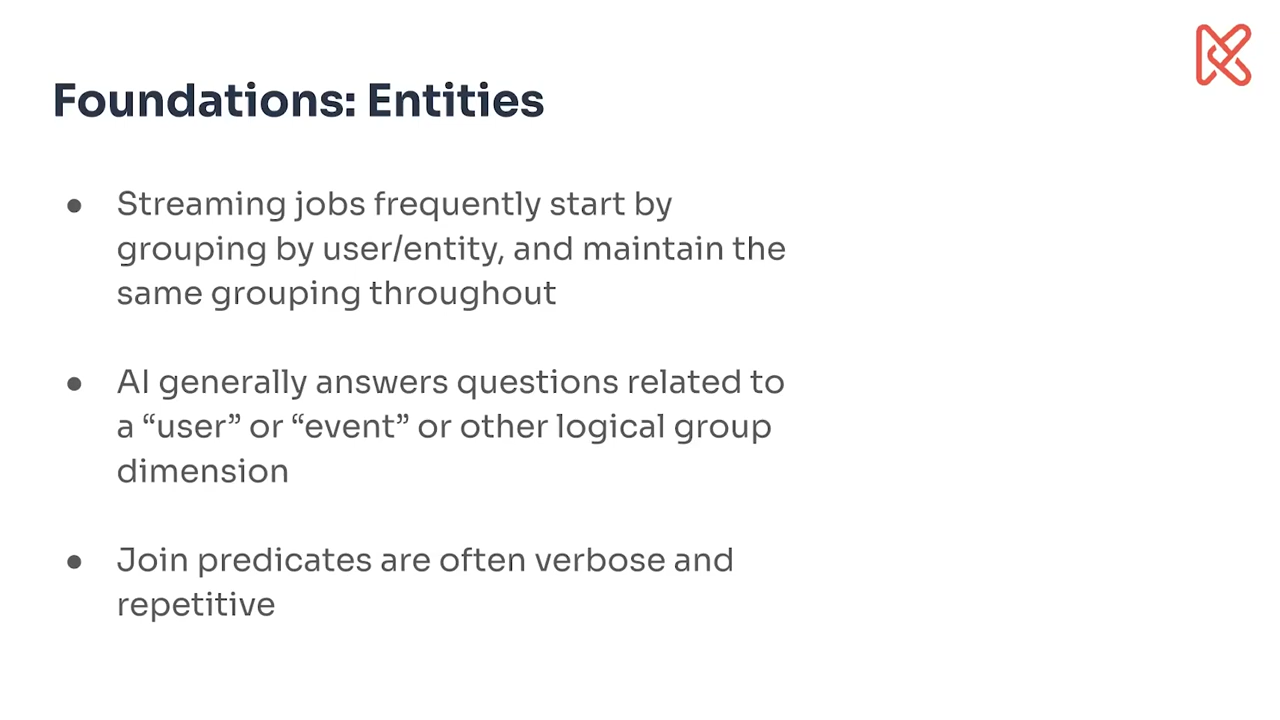 Foundations: Entities
● Streaming jobs frequently start by
grouping by user/entity, and maintain the
same grouping throughout
● AI generally answers questions related to
a “user” or “event” or other logical group
dimension
● Join predicates are often verbose and
repetitive